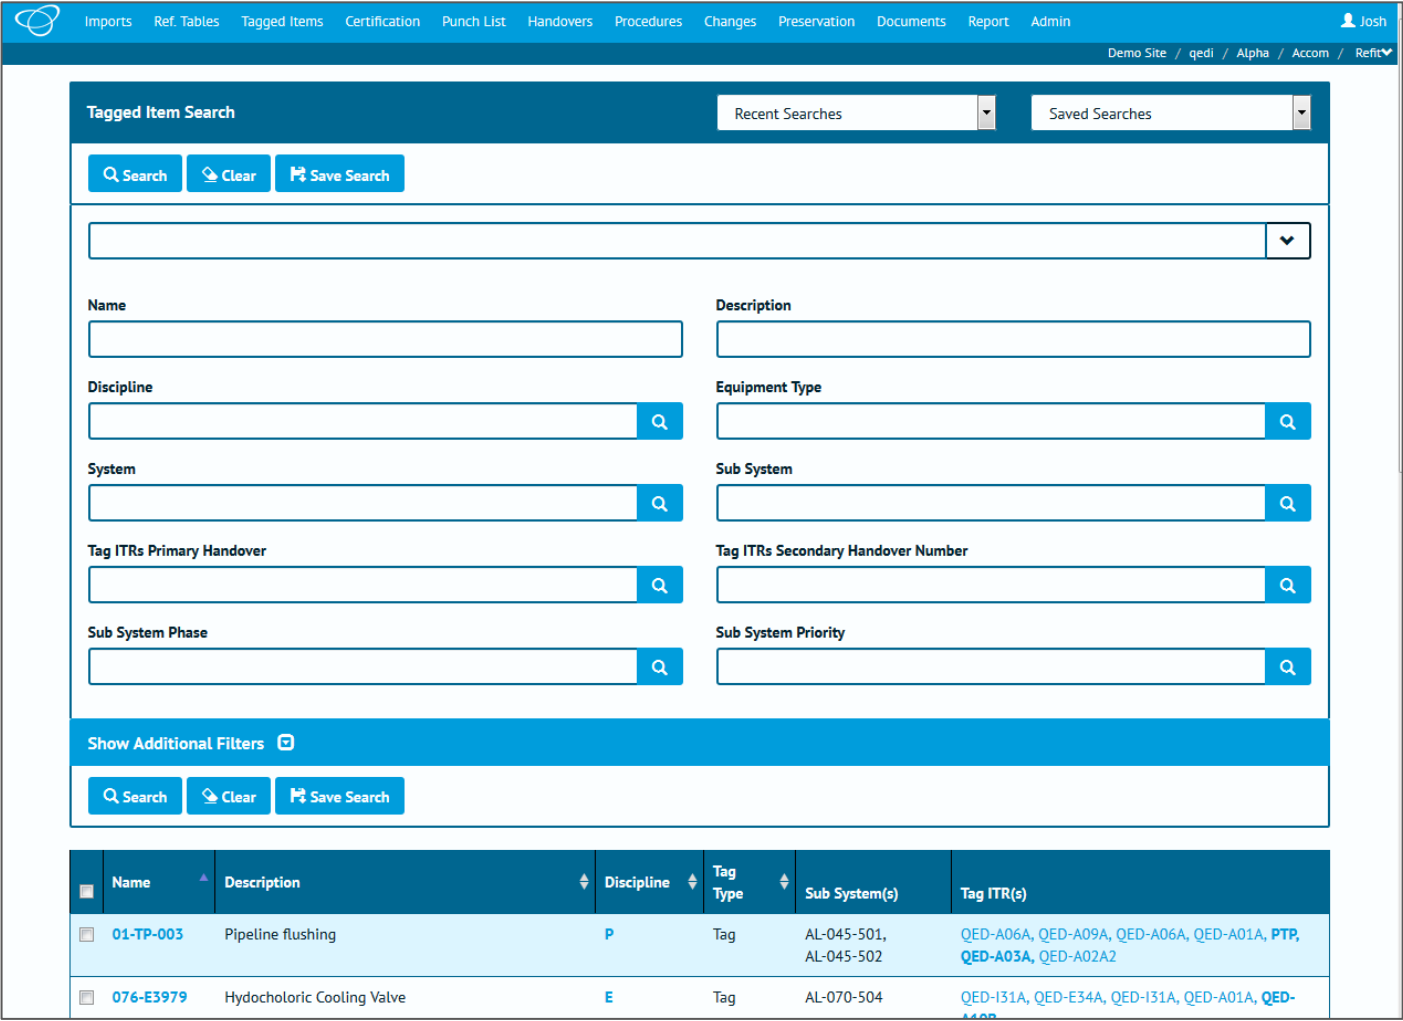 Imports Ref. Tables Tagged Items Certification Punch List Handovers Procedures Changes Preservation Documents Report Admin Josh
Demo Site / qedi / Alpha / Accom / Refit
Tagged Item Search Recent Searches Saved Searches
Search Clear Save Search
Name Description
Discipline Equipment Type
System Sub System
Tag ITRs Primary Handover Tag ITRs Secondary Handover Number
Sub System Phase Sub System Priority
Show Additional Filters
Search Clear Save Search
Name Description Discipline Tag Type Sub System(s) Tag ITR(s)
01-TP-003 Pipeline flushing P Tag AL-045-501, QED-A06A, QED-A09A, QED-A06A, QED-A01A, PTP,
AL-045-502 QED-A03A, QED-A02A2
076-E3979 Hydocholoric Cooling Valve E Tag AL-070-504 QED-I31A, QED-E34A, QED-I31A, QED-A01A, QED-